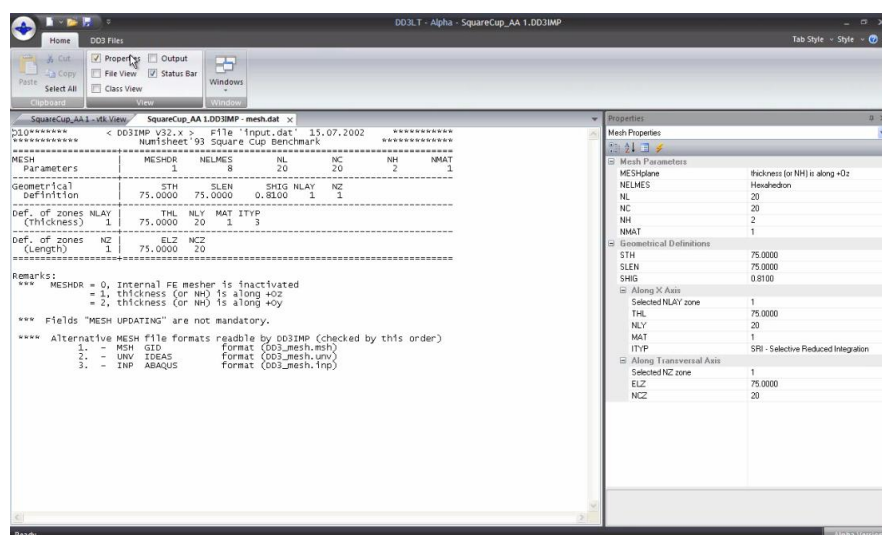 DD3LT - Alpha - SquareCup_AA 1.DD3IMP
Home DD3 Files
Tab Style Style
Cut
Properties Output
Copy
File View Status Bar
Paste
Select All
Class View
Windows
Clipboard View Window
SquareCup_AA 1 - vtk View SquareCup_AA 1.DD3IMP - mesh.dat x
D10******* < DD3IMP V32.x > File 'input.dat' 15.07.2002 ***********
************ Numisheet'93 Square Cup Benchmark *************
MESH | MESHDR NELMES NL NC NH NMAT
Parameters | 1 8 20 20 2 1
Geometrical | STH SLEN SHIG NLAY NZ
Definition | 75.0000 75.0000 0.8100 1 1
Def. of zones NLAY | THL NLY MAT ITYP
(Thickness) 1 | 75.0000 20 1 3
Def. of zones NZ | ELZ NCZ
(Length) 1 | 75.0000 20
Remarks:
*** MESHDR = 0, Internal FE mesher is inactivated
= 1, thickness (or NH) is along +Oz
= 2, thickness (or NH) is along +Oy
*** Fields "MESH UPDATING" are not mandatory.
**** Alternative MESH file formats readble by DD3IMP (checked by this order)
1. - MSH GID format (DD3_mesh.msh)
2. - UNV IDEAS format (DD3_mesh.unv)
3. - INP ABAQUS format (DD3_mesh.inp)
Properties
Mesh Properties
Mesh Parameters
MESHplane thickness (or NH) is along +Oz
NELMES Hexahedron
NL 20
NC 20
NH 2
NMAT 1
Geometrical Definitions
STH 75.0000
SLEN 75.0000
SHIG 0.8100
Along X Axis
Selected NLAY zone 1
THL 75.0000
NLY 20
MAT 1
ITYP SRI - Selective Reduced Integration
Along Transversal Axis
Selected NZ zone 1
ELZ 75.0000
NCZ 20
Ready Alpha Version